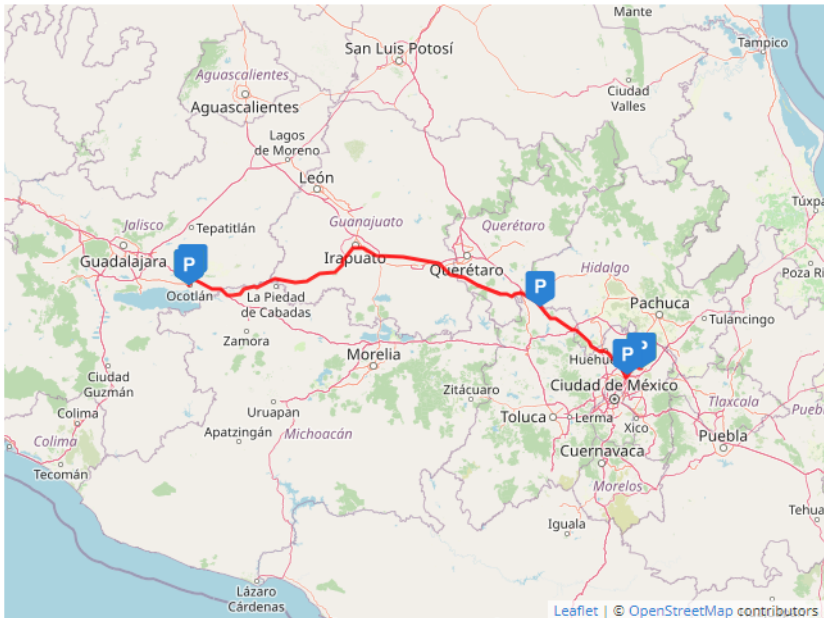 Mante
San Luis Potosí
Tampico
Aguascalientes
Ciudad
Valles
Aguascalientes
Lagos
de Moreno
León
Jalisco
Tepatitlán
Guanajuato
Querétaro
Túxpa
Guadalajara
P
Irapuato
Querétaro
Hidalgo
Poza Ri
Ocotlán
La Piedad
de Cabadas
P
Pachuca
Tulancingo
Zamora
Morelia
Huehue
P
Ciudad de México
Ciudad
Guzmán
Zitácuaro
Tlaxcala
Colima
Uruapan
Toluca
Lerma
Xico
Puebla
Pueb
Colima
Apatzingán
Michoacán
Cuernavaca
Tecomán
Morelos
Iguala
Tehua
Lázaro
Cárdenas
Leaflet | © OpenStreetMap contributors